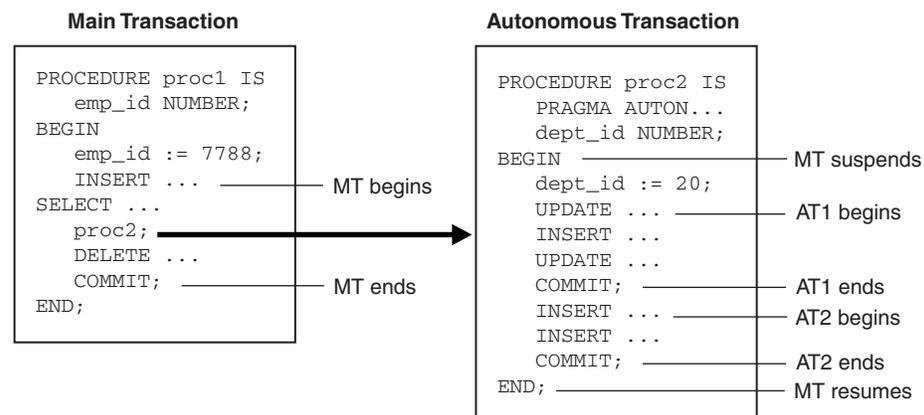 Main Transaction
PROCEDURE proc1 IS
emp_id NUMBER;
BEGIN
emp_id := 7788;
INSERT ...
MT begins
SELECT ...
proc2;
DELETE ...
COMMIT;
MT ends
END;
Autonomous Transaction
PROCEDURE proc2 IS
PRAGMA AUTON...
dept_id NUMBER;
BEGIN
MT suspends
dept_id := 20;
UPDATE ...
AT1 begins
INSERT ...
UPDATE ...
COMMIT;
AT1 ends
INSERT ...
AT2 begins
INSERT ...
COMMIT;
AT2 ends
END;
MT resumes